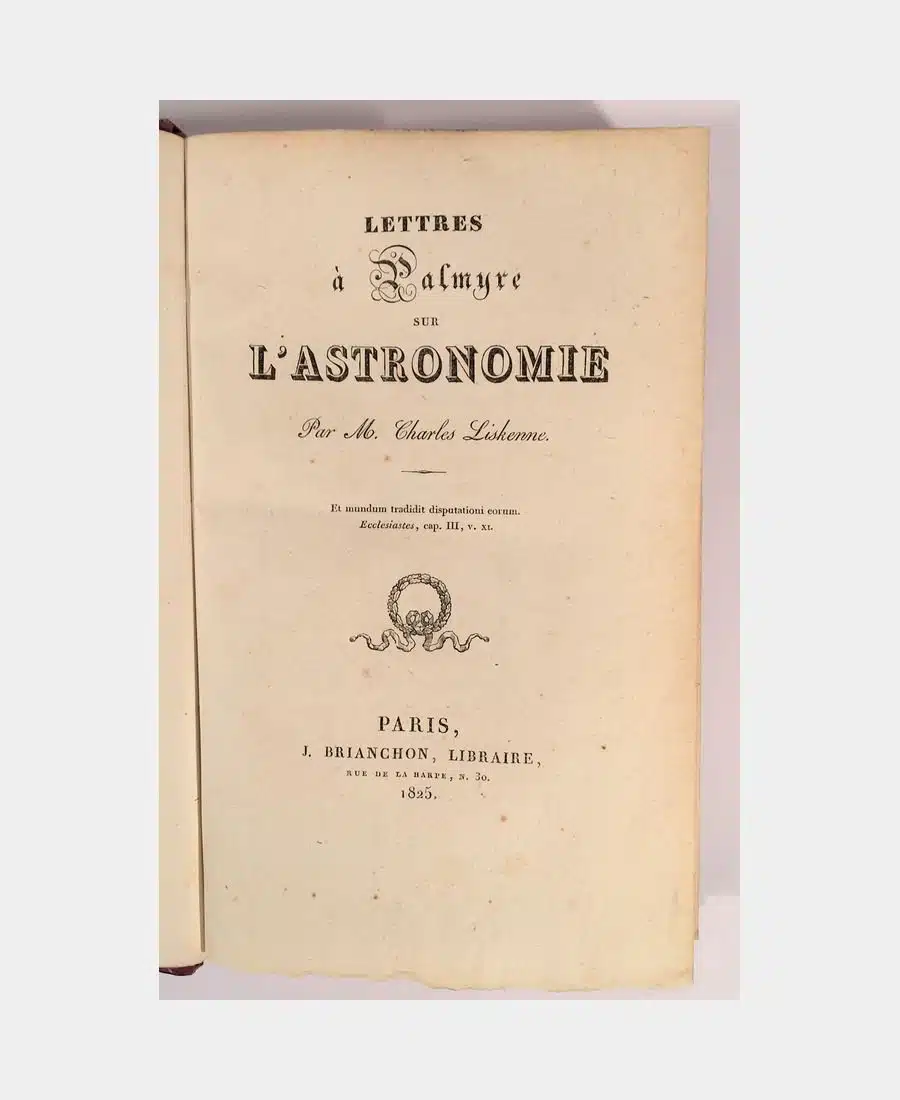 LETTRES
à Palmyre
SUR
L'ASTRONOMIE
Par M. Charles Liskenne.
Et mundum tradidit disputationi eorum.
Ecclesiastes, cap. III, v. XI.
PARIS,
J. BRIANCHON, LIBRAIRE,
RUE DE LA HARPE, N. 30.
1825.